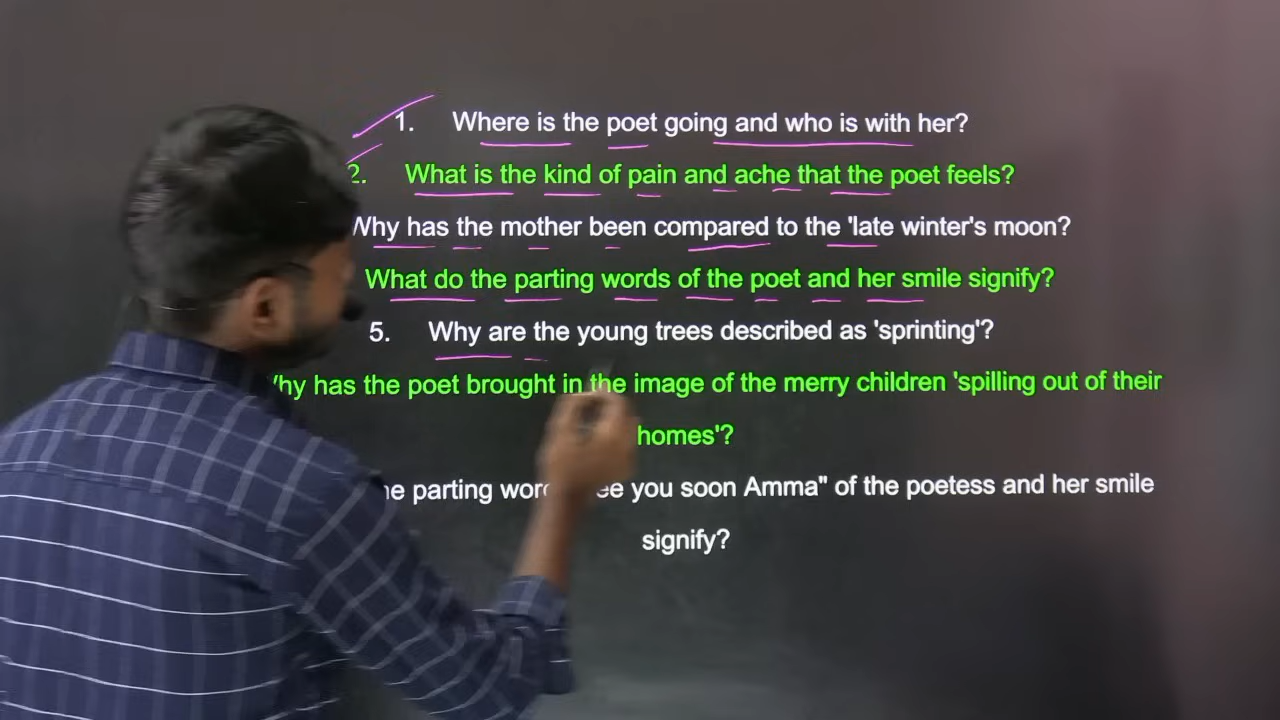 1. Where is the poet going and who is with her?
2. What is the kind of pain and ache that the poet feels?
Why has the mother been compared to the 'late winter's moon?
What do the parting words of the poet and her smile signify?
5. Why are the young trees described as 'sprinting'?
has the poet brought in the image of the merry children 'spilling out of their
homes'?
parting you soon Amma" of the poetess and her smile
signify?